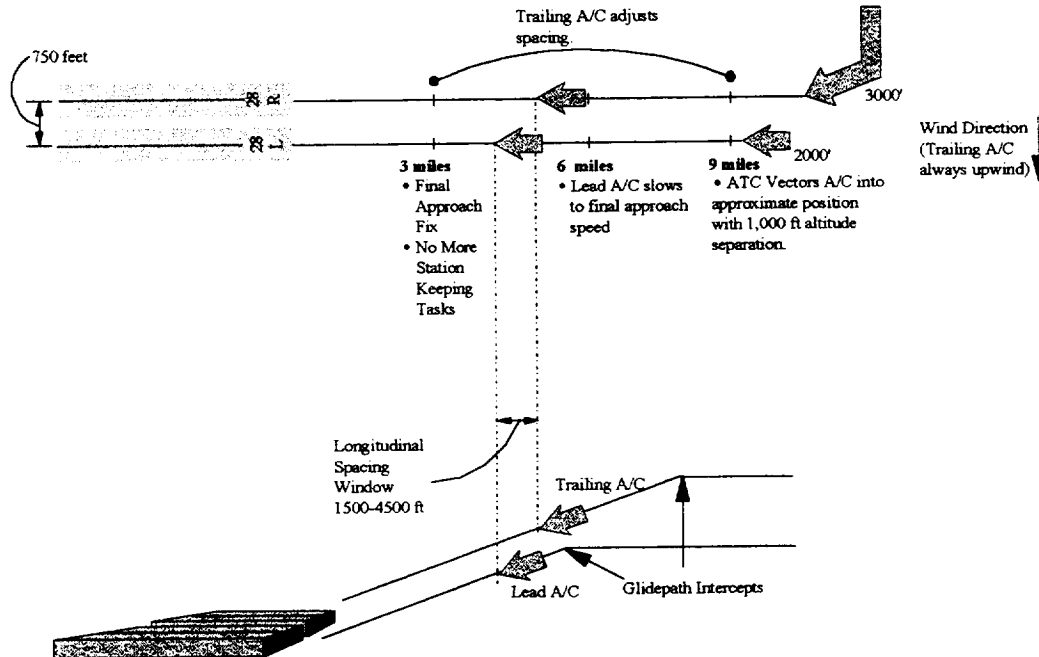 Trailing A/C adjusts
spacing.
750 feet
28 R
3000'
28 L
2000'
Wind Direction
(Trailing A/C
always upwind)
3 miles
• Final
Approach
Fix
• No More
Station
Keeping
Tasks
6 miles
• Lead A/C slows
to final approach
speed
9 miles
• ATC Vectors A/C into
approximate position
with 1,000 ft altitude
separation.
Longitudinal
Spacing
Window
1500-4500 ft
Trailing A/C
Lead A/C
Glidepath Intercepts